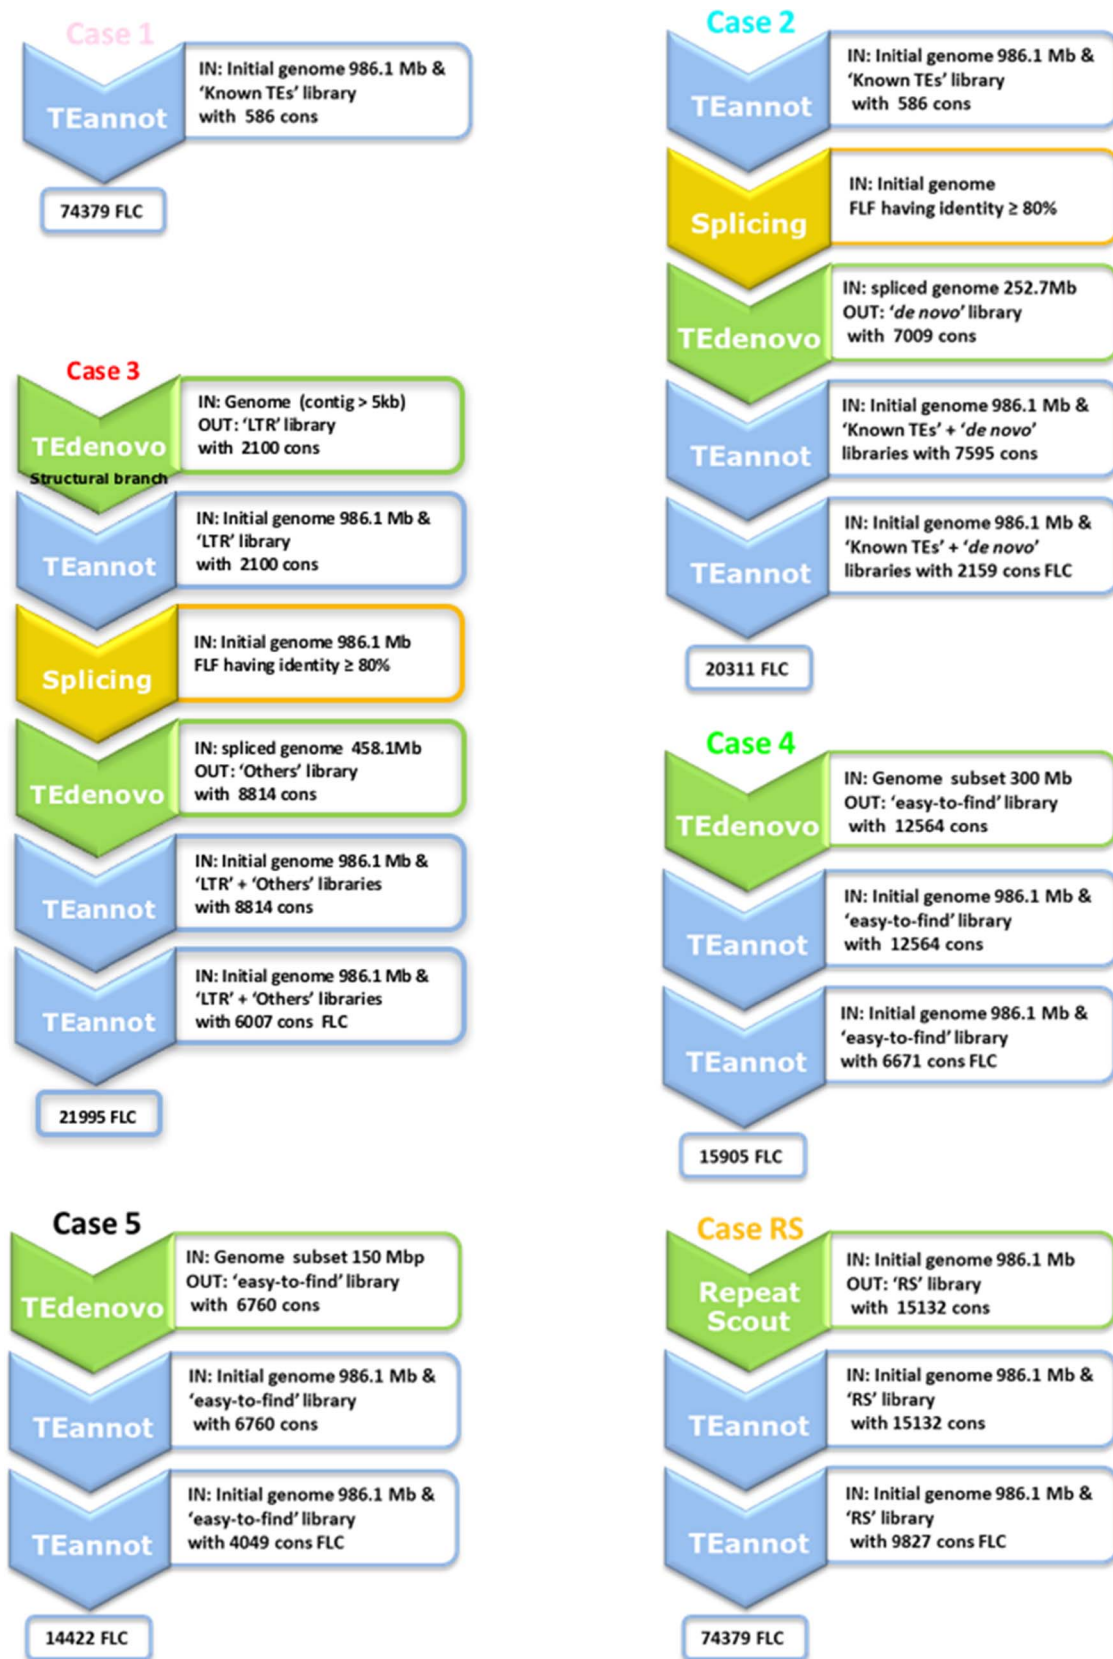 Case 1
TEannot
IN: Initial genome 986.1 Mb &
‘Known TEs’ library
with 586 cons
74379 FLC
Case 2
TEannot
IN: Initial genome 986.1 Mb &
‘Known TEs’ library
with 586 cons
Splicing
IN: Initial genome
FLF having identity ≥ 80%
TEdenovo
IN: spliced genome 252.7Mb
OUT: ‘de novo’ library
with 7009 cons
TEannot
IN: Initial genome 986.1 Mb &
‘Known TEs’ + ‘de novo’
libraries with 7595 cons
TEannot
IN: Initial genome 986.1 Mb &
‘Known TEs’ + ‘de novo’
libraries with 2159 cons FLC
20311 FLC
Case 3
TEdenovo
Structural branch
IN: Genome (contig > 5kb)
OUT: ‘LTR’ library
with 2100 cons
TEannot
IN: Initial genome 986.1 Mb &
‘LTR’ library
with 2100 cons
Splicing
IN: Initial genome 986.1 Mb
FLF having identity ≥ 80%
TEdenovo
IN: spliced genome 458.1Mb
OUT: ‘Others’ library
with 8814 cons
TEannot
IN: Initial genome 986.1 Mb &
‘LTR’ + ‘Others’ libraries
with 8814 cons
TEannot
IN: Initial genome 986.1 Mb &
‘LTR’ + ‘Others’ libraries
with 6007 cons FLC
21995 FLC
Case 4
TEdenovo
IN: Genome subset 300 Mb
OUT: ‘easy-to-find’ library
with 12564 cons
TEannot
IN: Initial genome 986.1 Mb &
‘easy-to-find’ library
with 12564 cons
TEannot
IN: Initial genome 986.1 Mb &
‘easy-to-find’ library
with 6671 cons FLC
15905 FLC
Case 5
TEdenovo
IN: Genome subset 150 Mbp
OUT: ‘easy-to-find’ library
with 6760 cons
TEannot
IN: Initial genome 986.1 Mb &
‘easy-to-find’ library
with 6760 cons
TEannot
IN: Initial genome 986.1 Mb &
‘easy-to-find’ library
with 4049 cons FLC
14422 FLC
Case RS
Repeat
Scout
IN: Initial genome 986.1 Mb
OUT: ‘RS’ library
with 15132 cons
TEannot
IN: Initial genome 986.1 Mb &
‘RS’ library
with 15132 cons
TEannot
IN: Initial genome 986.1 Mb &
‘RS’ library
with 9827 cons FLC
74379 FLC